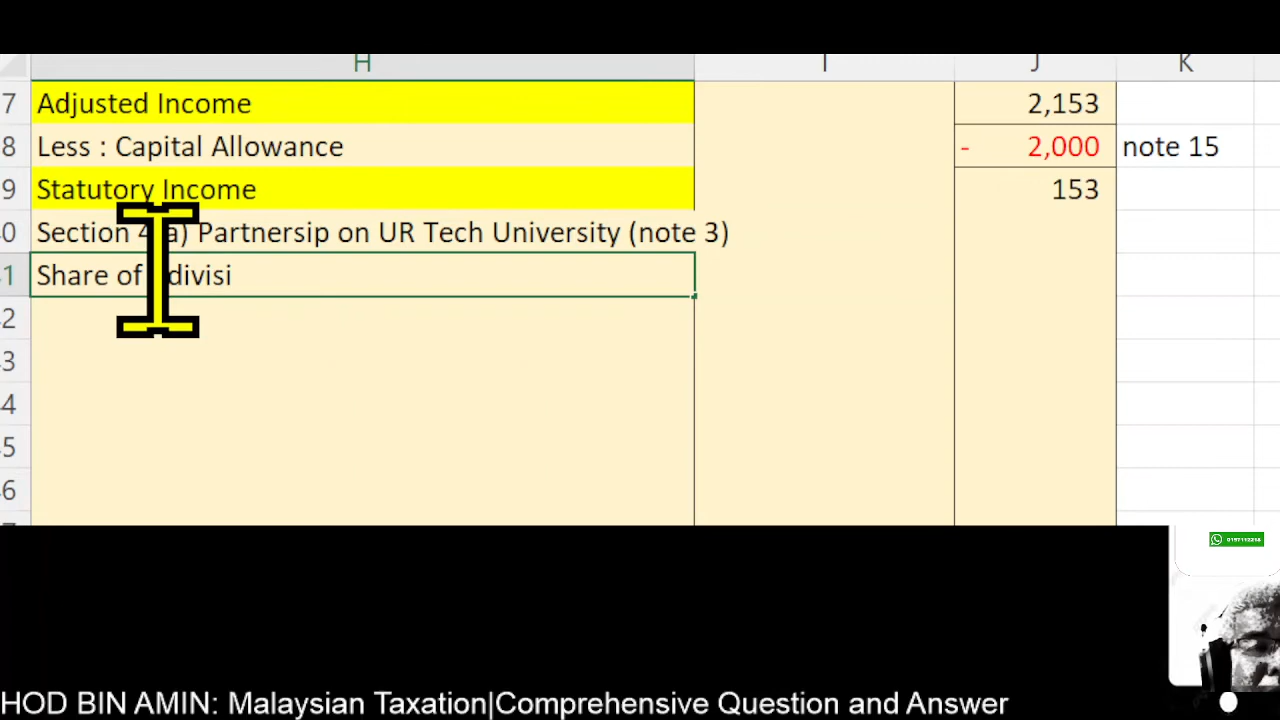 H I J K
7 Adjusted Income 2,153
8 Less : Capital Allowance - 2,000 note 15
9 Statutory Income 153
0 Section 4 a) Partnersip on UR Tech University (note 3)
1 Share of divisi
2
3
4
5
6
HOD BIN AMIN: Malaysian Taxation|Comprehensive Question and Answer